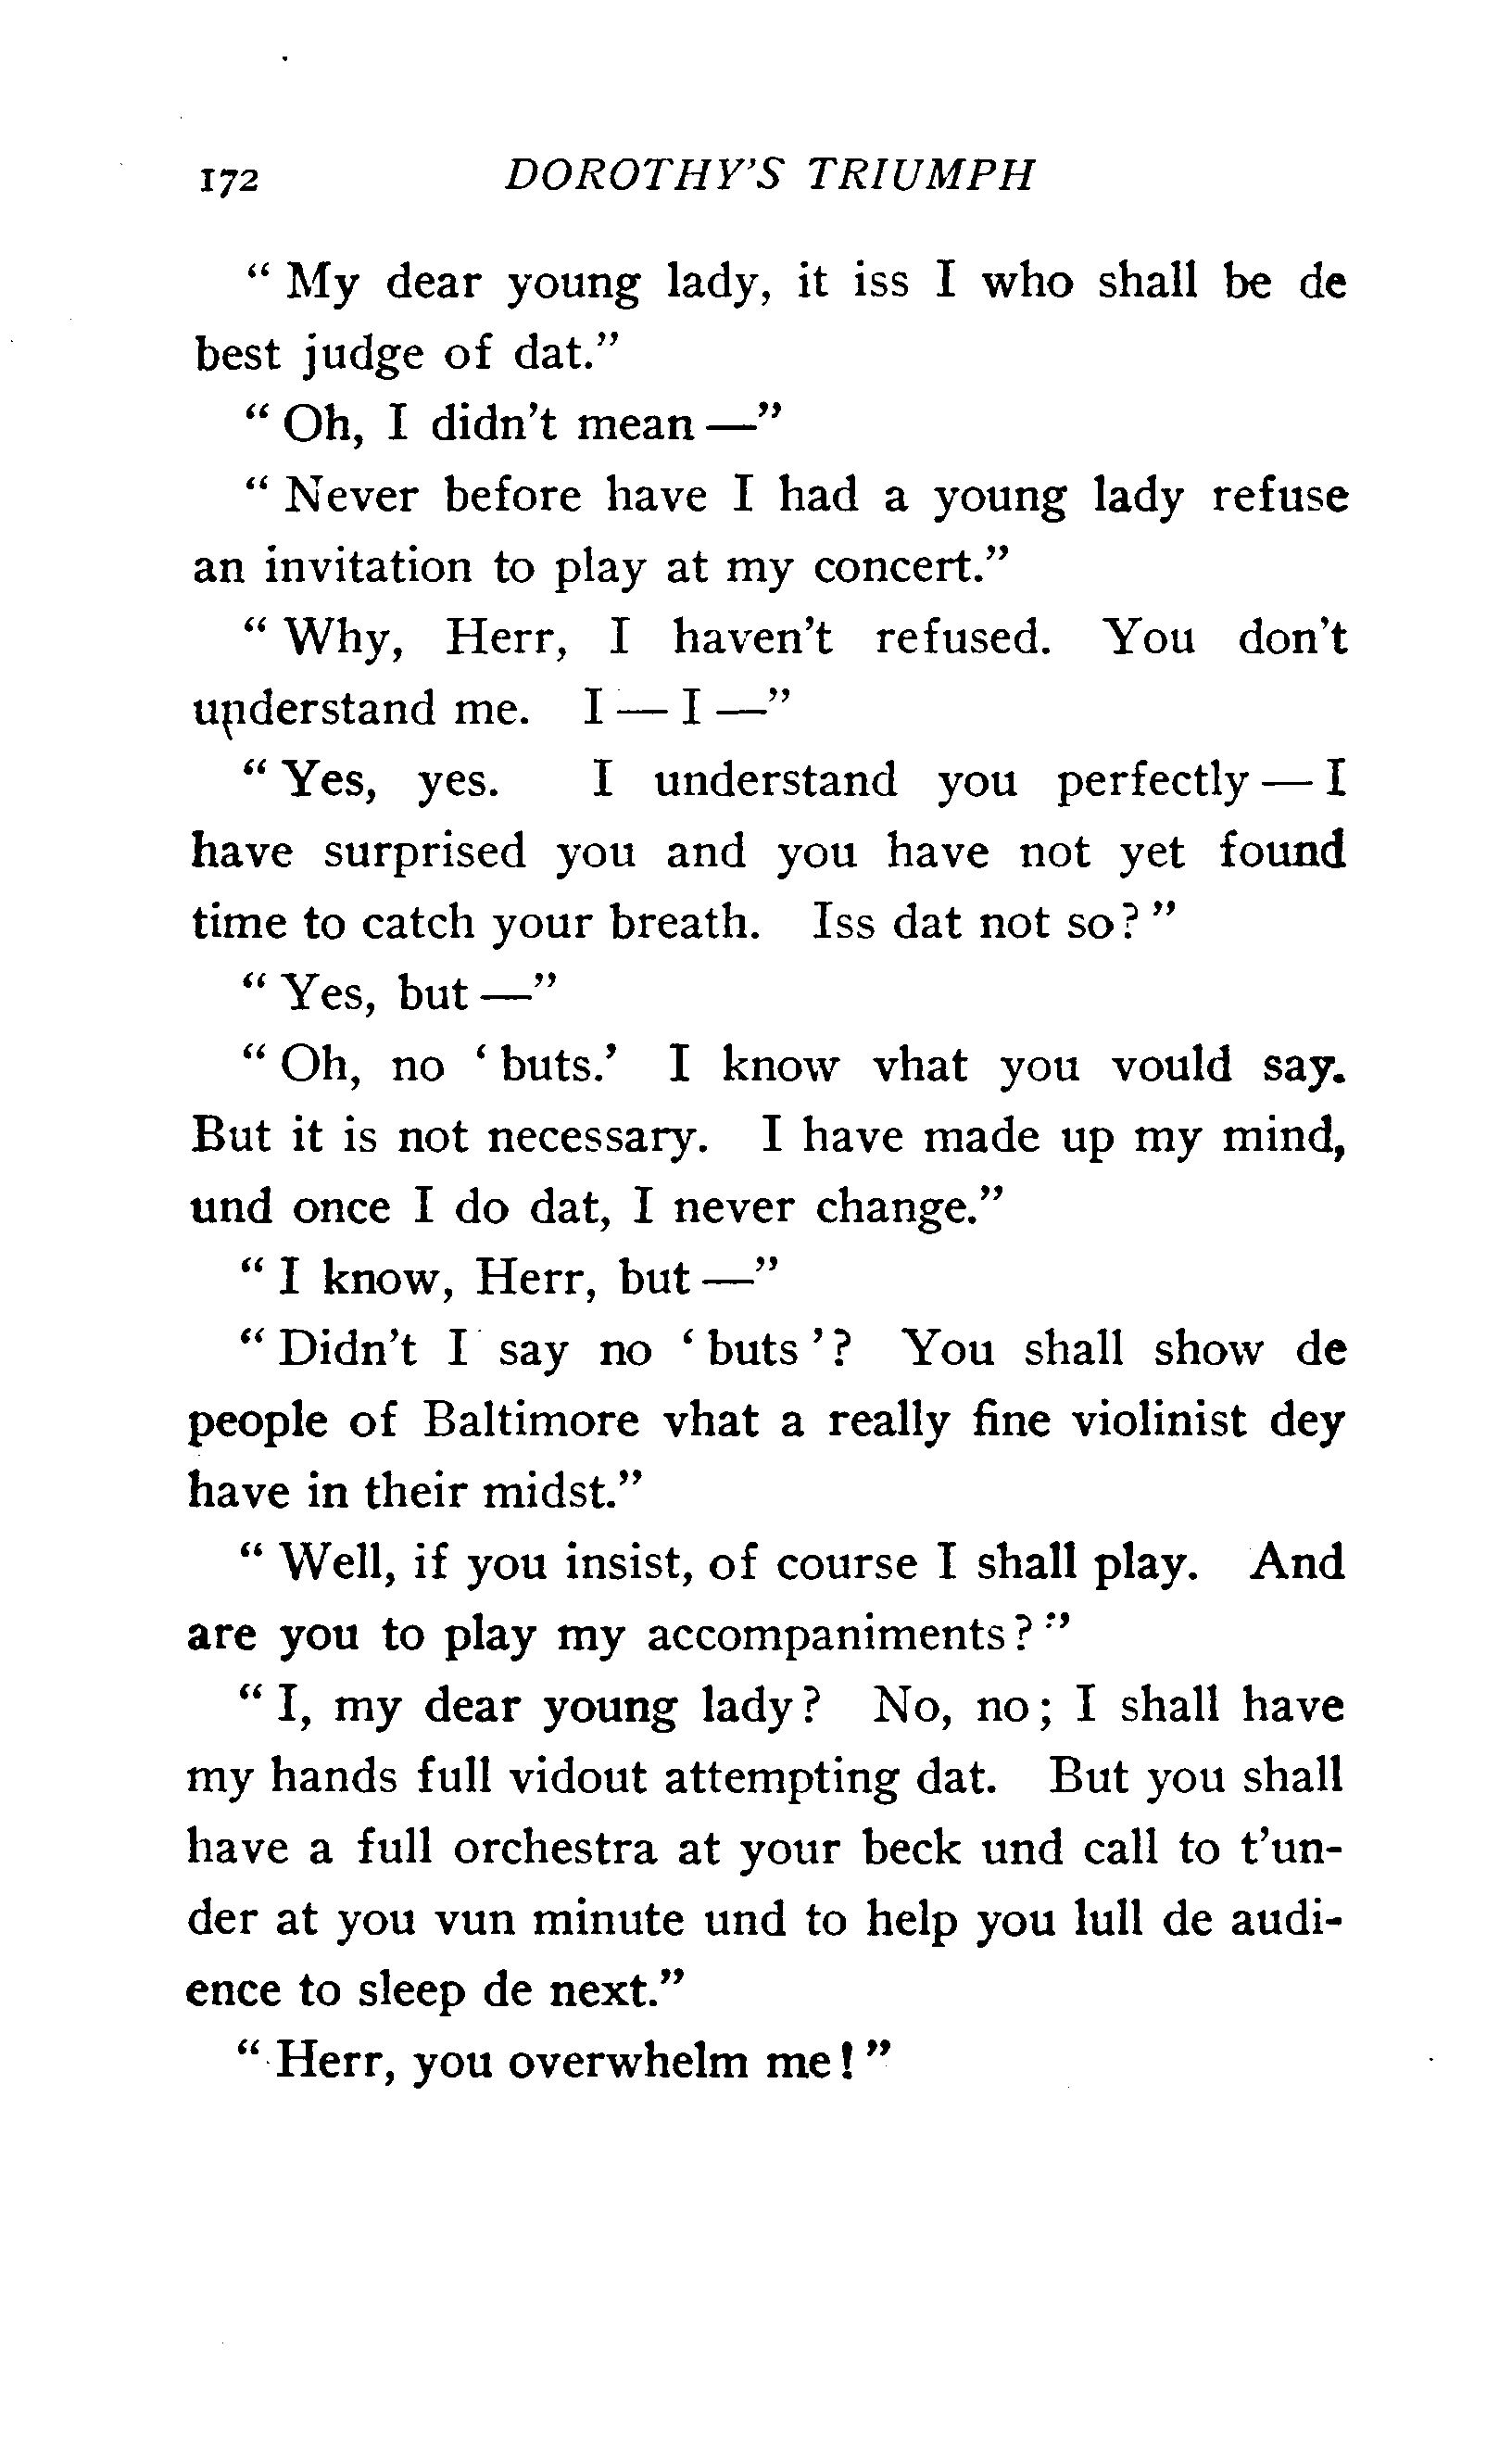 172 DOROTHY'S TRIUMPH
“ My dear young lady, it iss I who shall be de
best judge of dat.”
“ Oh, I didn't mean —”
“ Never before have I had a young lady refuse
an invitation to play at my concert.”
“ Why, Herr, I haven't refused. You don't
understand me. I — I —”
“ Yes, yes. I understand you perfectly — I
have surprised you and you have not yet found
time to catch your breath. Iss dat not so? ”
“ Yes, but —”
“ Oh, no ‘ buts.’ I know vhat you vould say.
But it is not necessary. I have made up my mind,
und once I do dat, I never change.”
“ I know, Herr, but —”
“ Didn't I say no ‘ buts ’? You shall show de
people of Baltimore vhat a really fine violinist dey
have in their midst.”
“ Well, if you insist, of course I shall play. And
are you to play my accompaniments? ”
“ I, my dear young lady? No, no; I shall have
my hands full vidout attempting dat. But you shall
have a full orchestra at your beck und call to t'un-
der at you vun minute und to help you lull de audi-
ence to sleep de next.”
“ Herr, you overwhelm me! ”